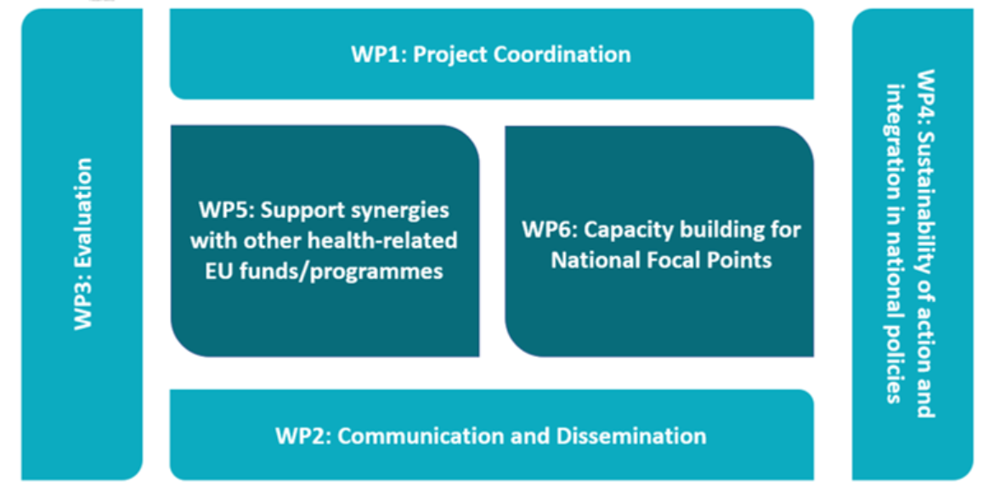 WP1: Project Coordination
WP3: Evaluation
WP5: Support synergies
with other health-related
EU funds/programmes
WP6: Capacity building for
National Focal Points
WP4: Sustainability of action and
integration in national policies
WP2: Communication and Dissemination